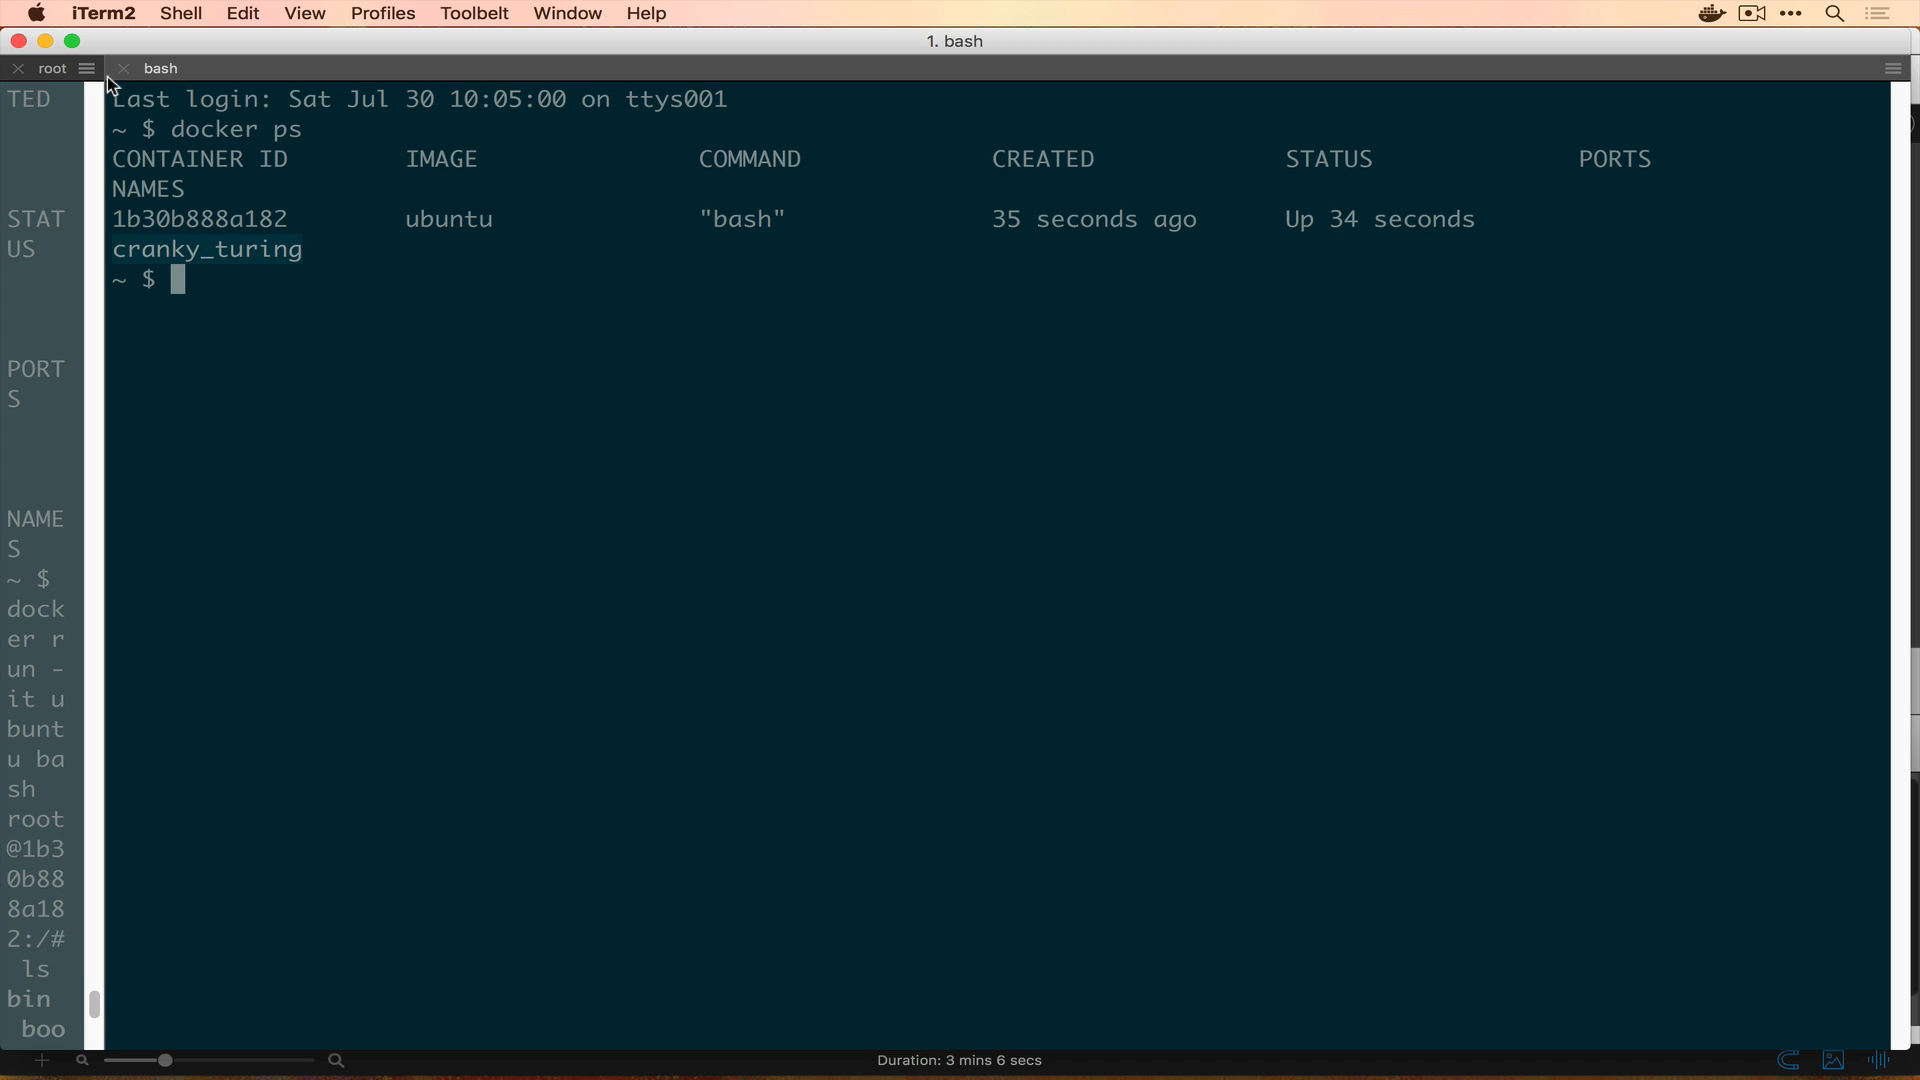 iTerm2 Shell Edit View Profiles Toolbelt Window Help
1. bash
root
bash
TED
STAT
US
PORT
S
NAME
S
~ $
dock
er r
un -
it u
bunt
u ba
sh
root
@1b3
0b88
8a18
2:/#
ls
bin
boo
Last login: Sat Jul 30 10:05:00 on ttys001
~ $ docker ps
CONTAINER ID IMAGE COMMAND CREATED STATUS PORTS
NAMES
1b30b888a182 ubuntu "bash" 35 seconds ago Up 34 seconds
cranky_turing
~ $
Duration: 3 mins 6 secs